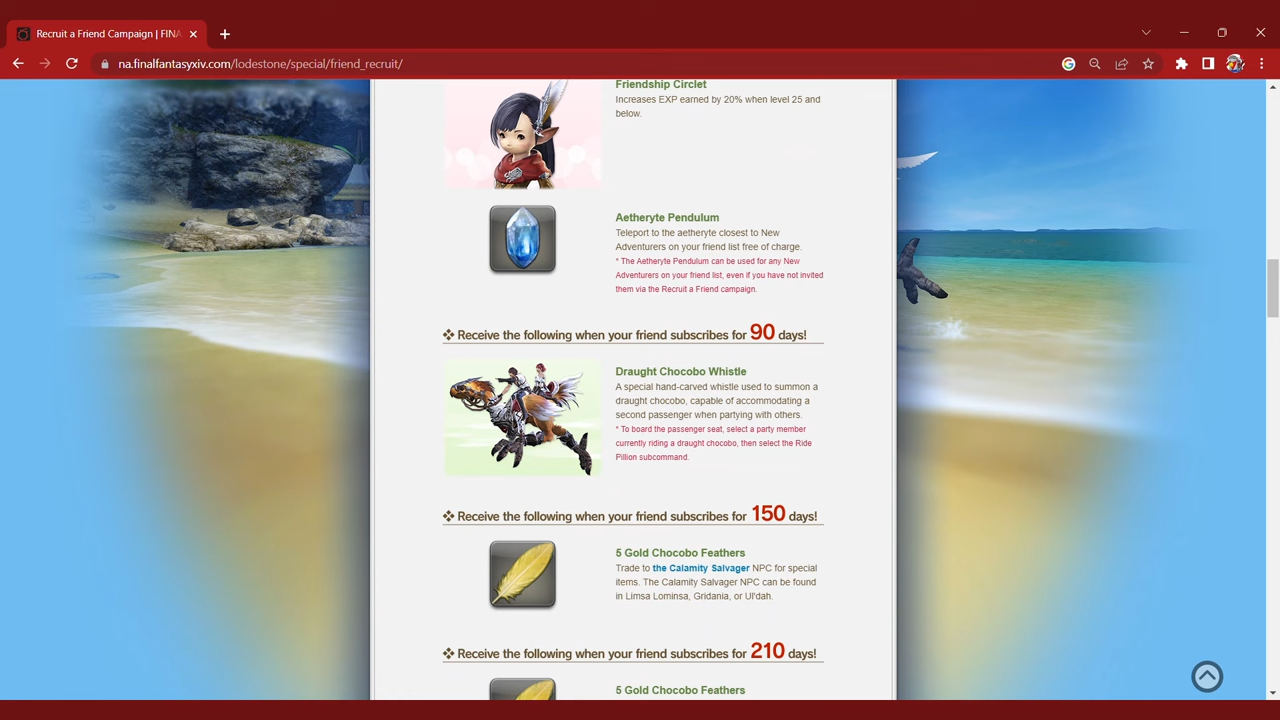 Recruit a Friend Campaign | FINA
na.finalfantasyxiv.com/lodestone/special/friend_recruit/
Friendship Circlet
Increases EXP earned by 20% when level 25 and
below.
Aetheryte Pendulum
Teleport to the aetheryte closest to New
Adventurers on your friend list free of charge.
* The Aetheryte Pendulum can be used for any New
Adventurers on your friend list, even if you have not invited
them via the Recruit a Friend campaign.
Receive the following when your friend subscribes for 90 days!
Draught Chocobo Whistle
A special hand-carved whistle used to summon a
draught chocobo, capable of accommodating a
second passenger when partying with others.
* To board the passenger seat, select a party member
currently riding a draught chocobo, then select the Ride
Pillion subcommand.
Receive the following when your friend subscribes for 150 days!
5 Gold Chocobo Feathers
Trade to the Calamity Salvager NPC for special
items. The Calamity Salvager NPC can be found
in Limsa Lominsa, Gridania, or Ul'dah.
Receive the following when your friend subscribes for 210 days!
5 Gold Chocobo Feathers